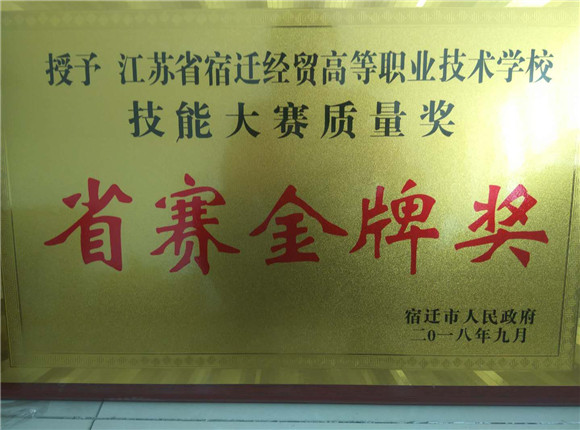 授予 江苏省宿迁经贸高等职业技术学校
技能大赛质量奖
省赛金牌奖
宿迁市人民政府
二0一八年九月